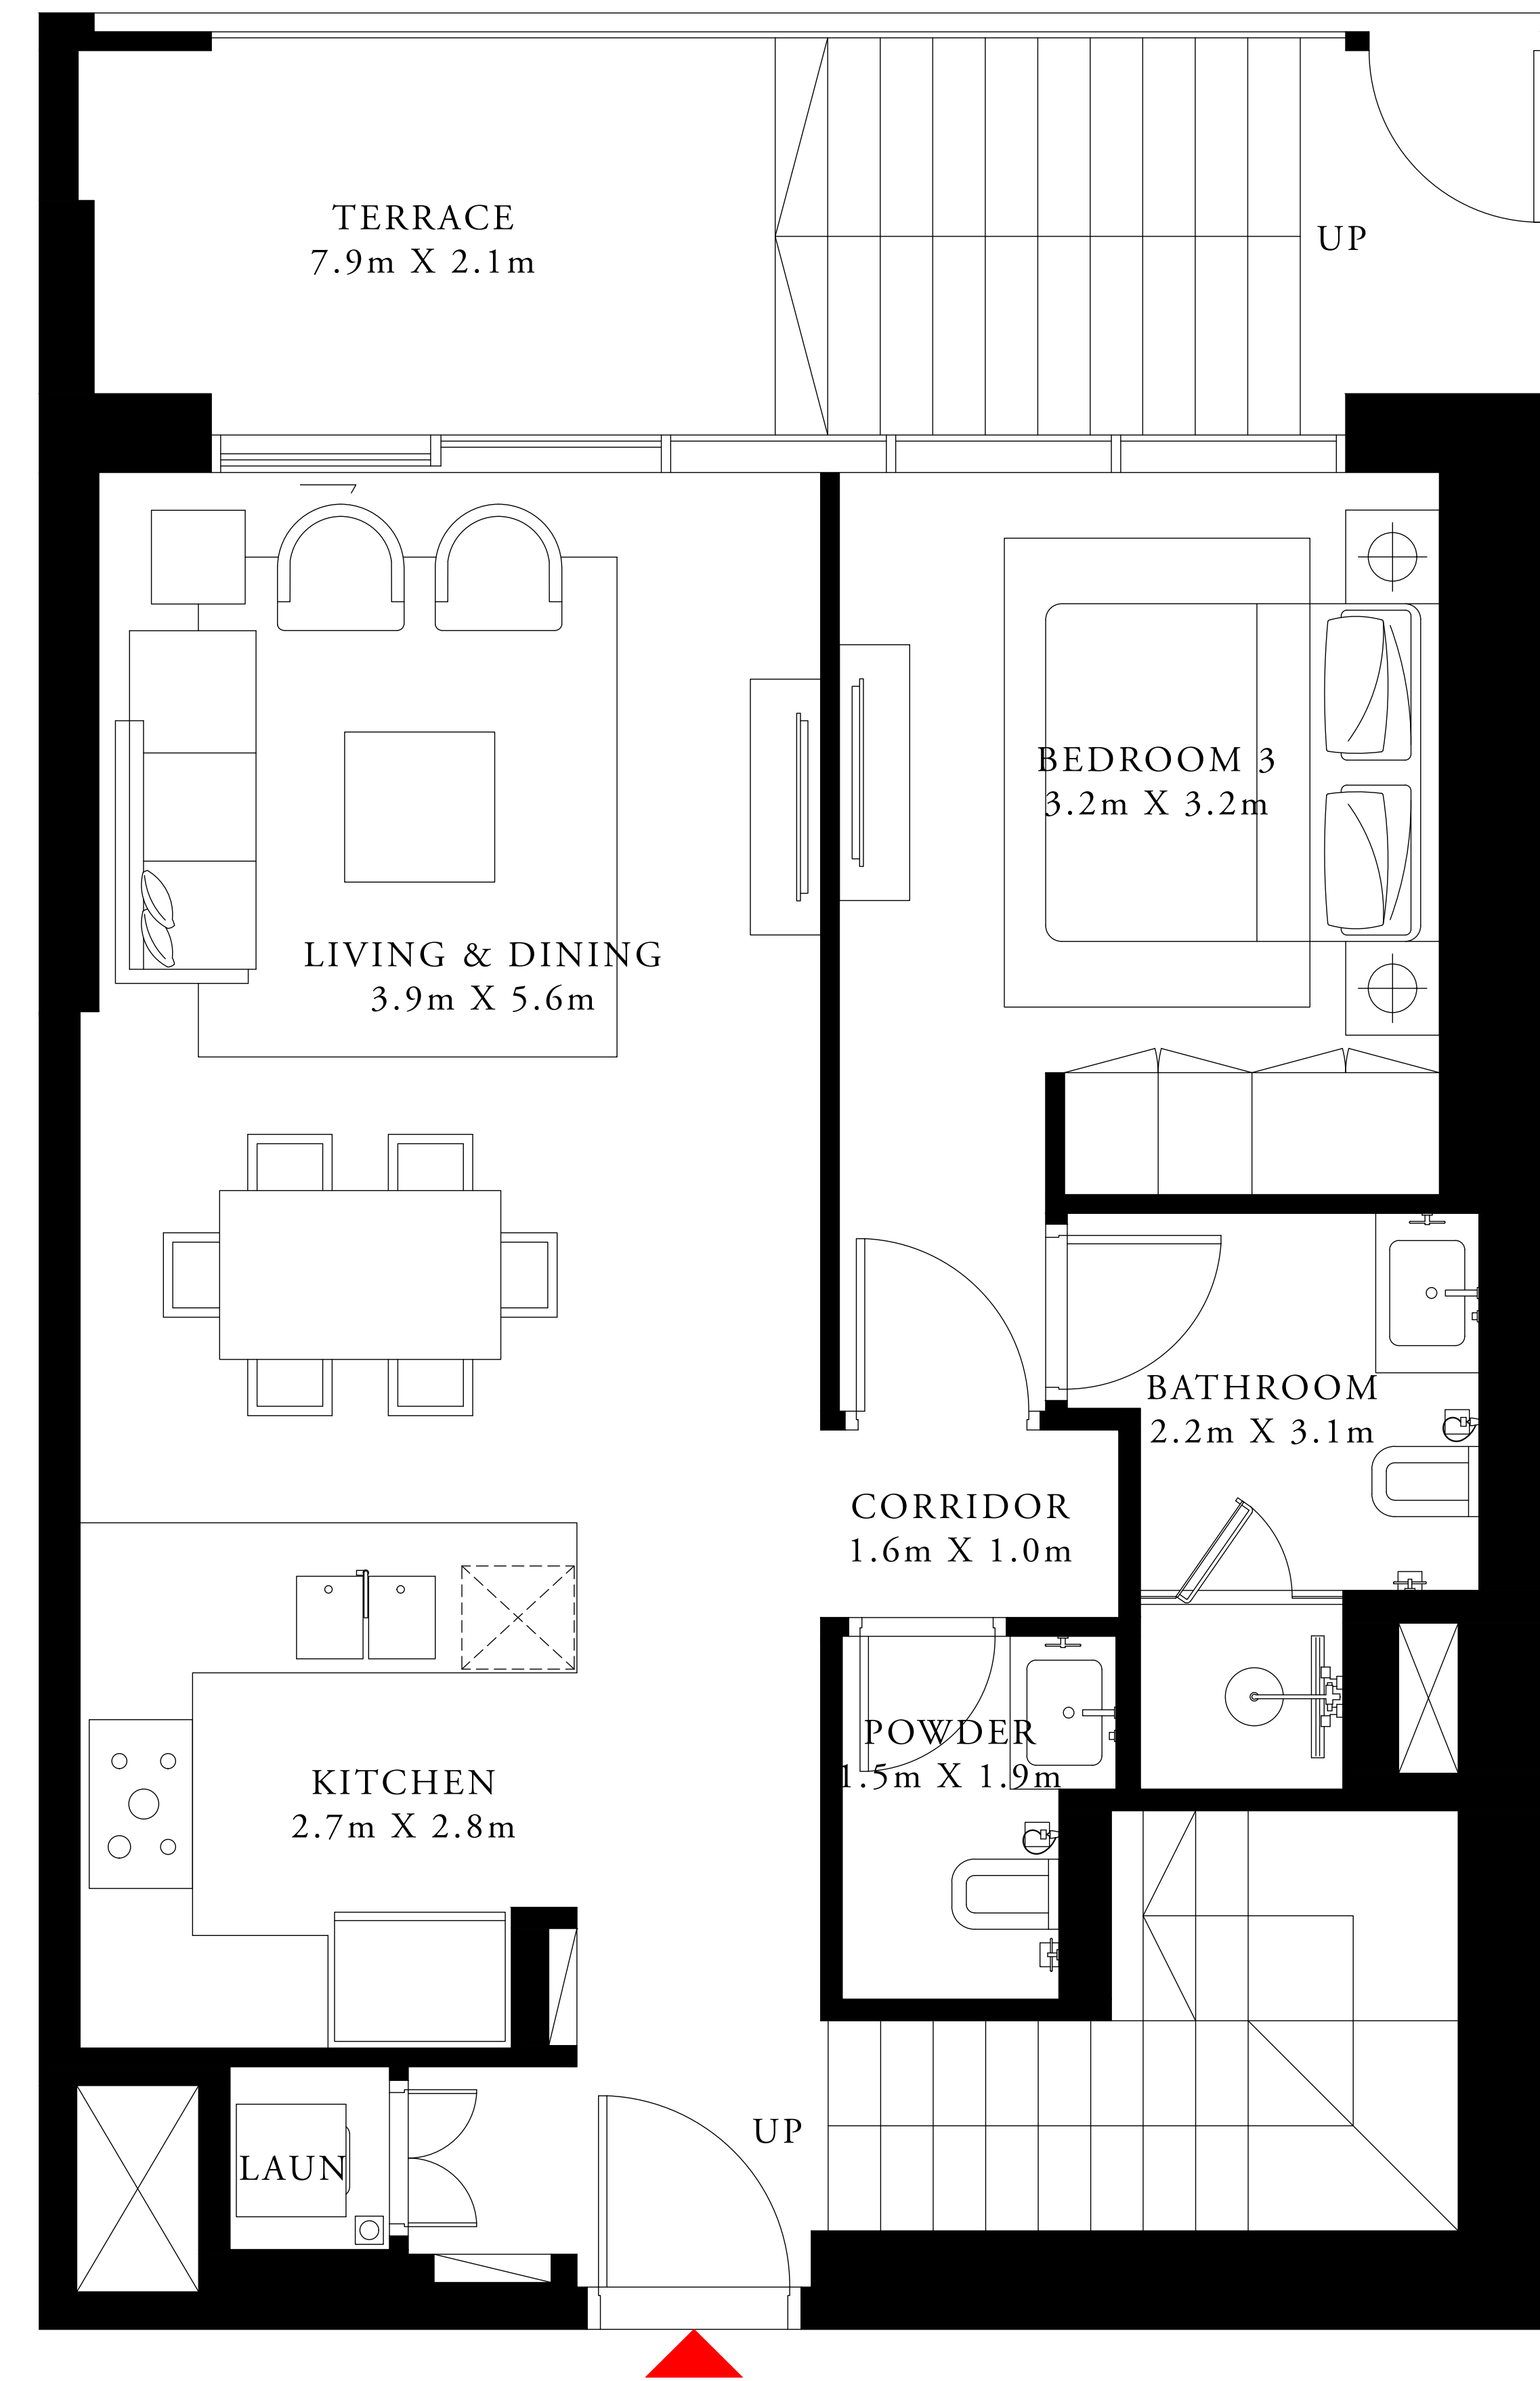 TERRACE
7.9m X 2.1m
UP
BEDROOM 3
3.2m X 3.2m
LIVING & DINING
3.9m X 5.6m
BATHROOM
2.2m X 3.1m
CORRIDOR
1.6m X 1.0m
POWDER
1.5m X 1.9m
KITCHEN
2.7m X 2.8m
UP
LAUN